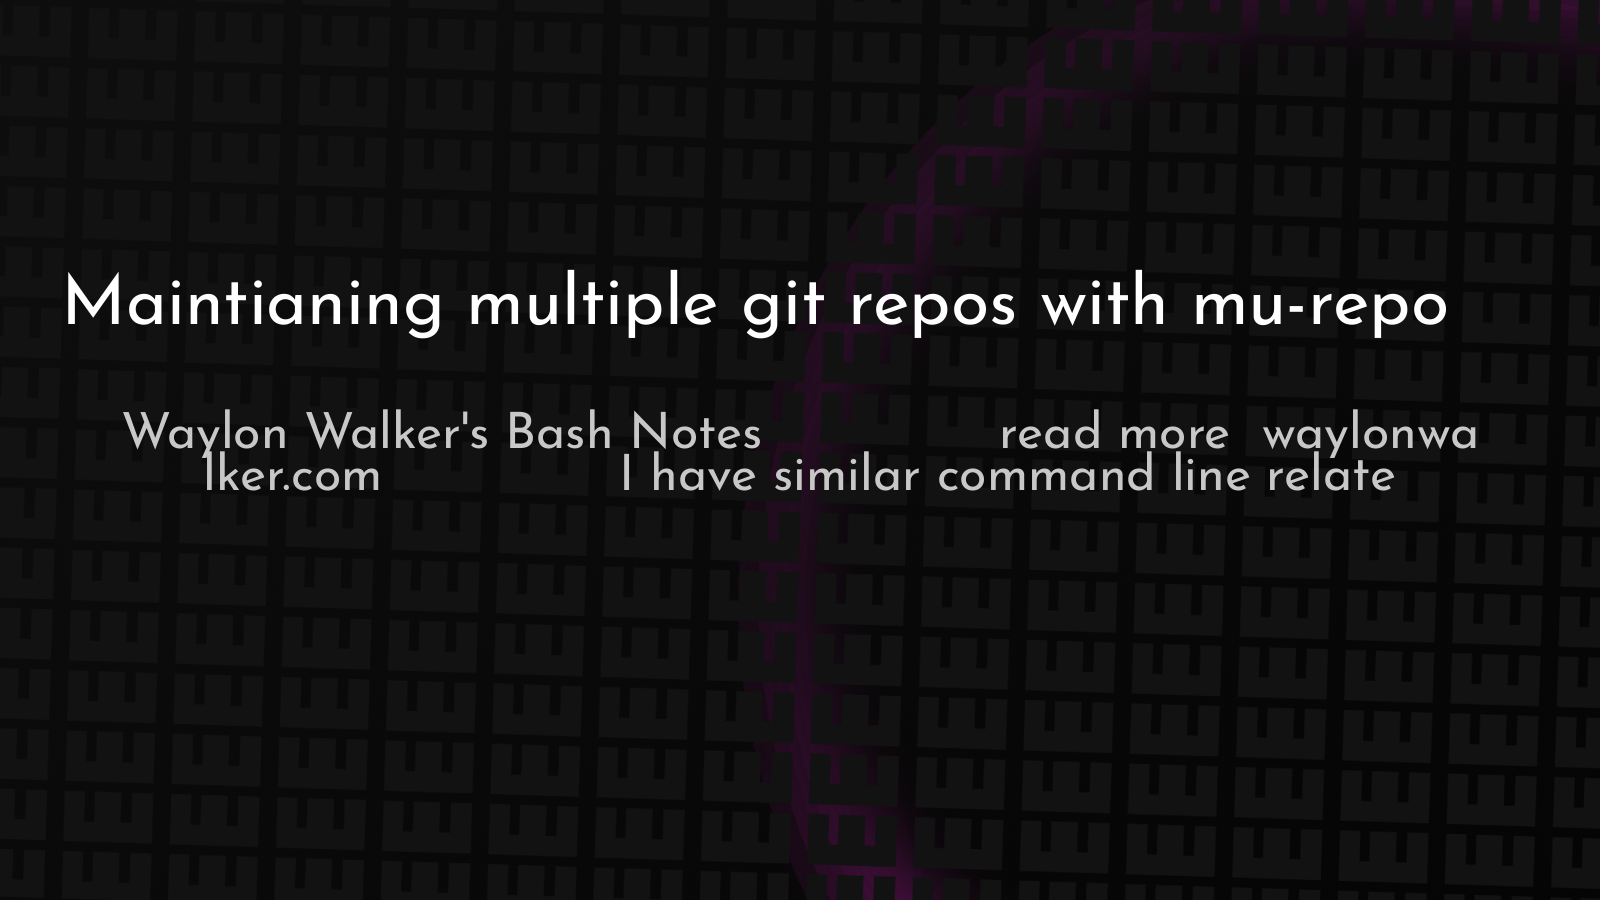 Maintianing multiple git repos with mu-repo
Waylon Walker's Bash Notes read more waylonwa
lker.com I have similar command line relate